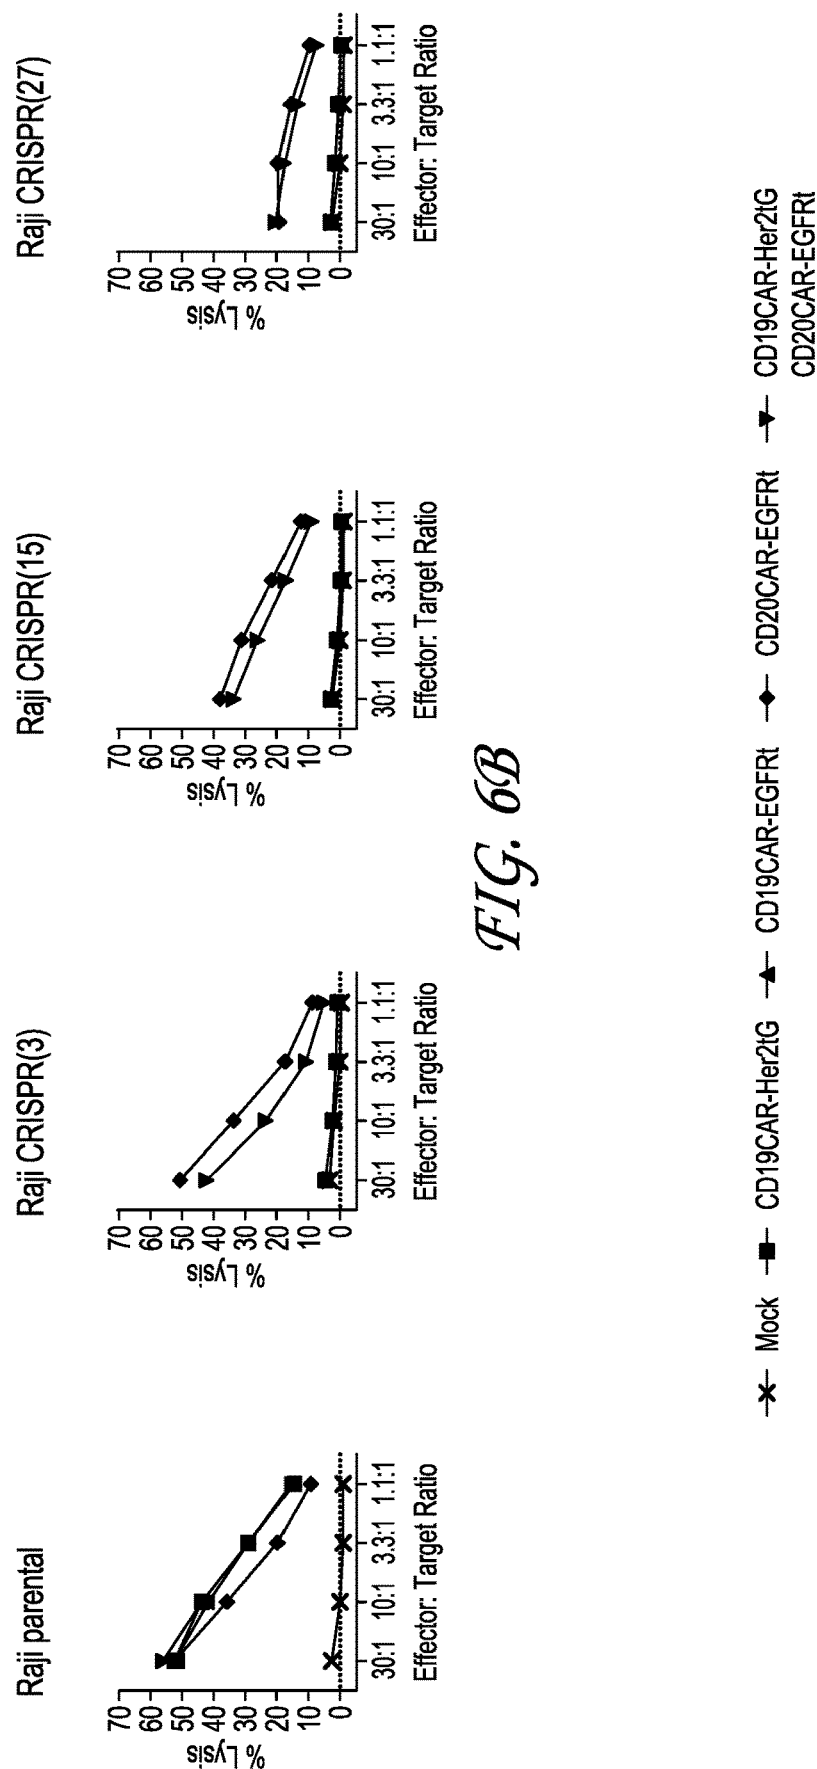 Raji parental
70
60
50
40
30
20
10
0
% Lysis
30:1 10:1 3.3:1 1.1:1
Effector: Target Ratio
Raji CRISPR(3)
70
60
50
40
30
20
10
0
% Lysis
30:1 10:1 3.3:1 1.1:1
Effector: Target Ratio
Raji CRISPR(15)
70
60
50
40
30
20
10
0
% Lysis
30:1 10:1 3.3:1 1.1:1
Effector: Target Ratio
Raji CRISPR(27)
70
60
50
40
30
20
10
0
% Lysis
30:1 10:1 3.3:1 1.1:1
Effector: Target Ratio
FIG. 6B
Mock
CD19CAR-Her2tG
CD19CAR-EGFRt
CD20CAR-EGFRt
CD19CAR-Her2tG
CD20CAR-EGFRt